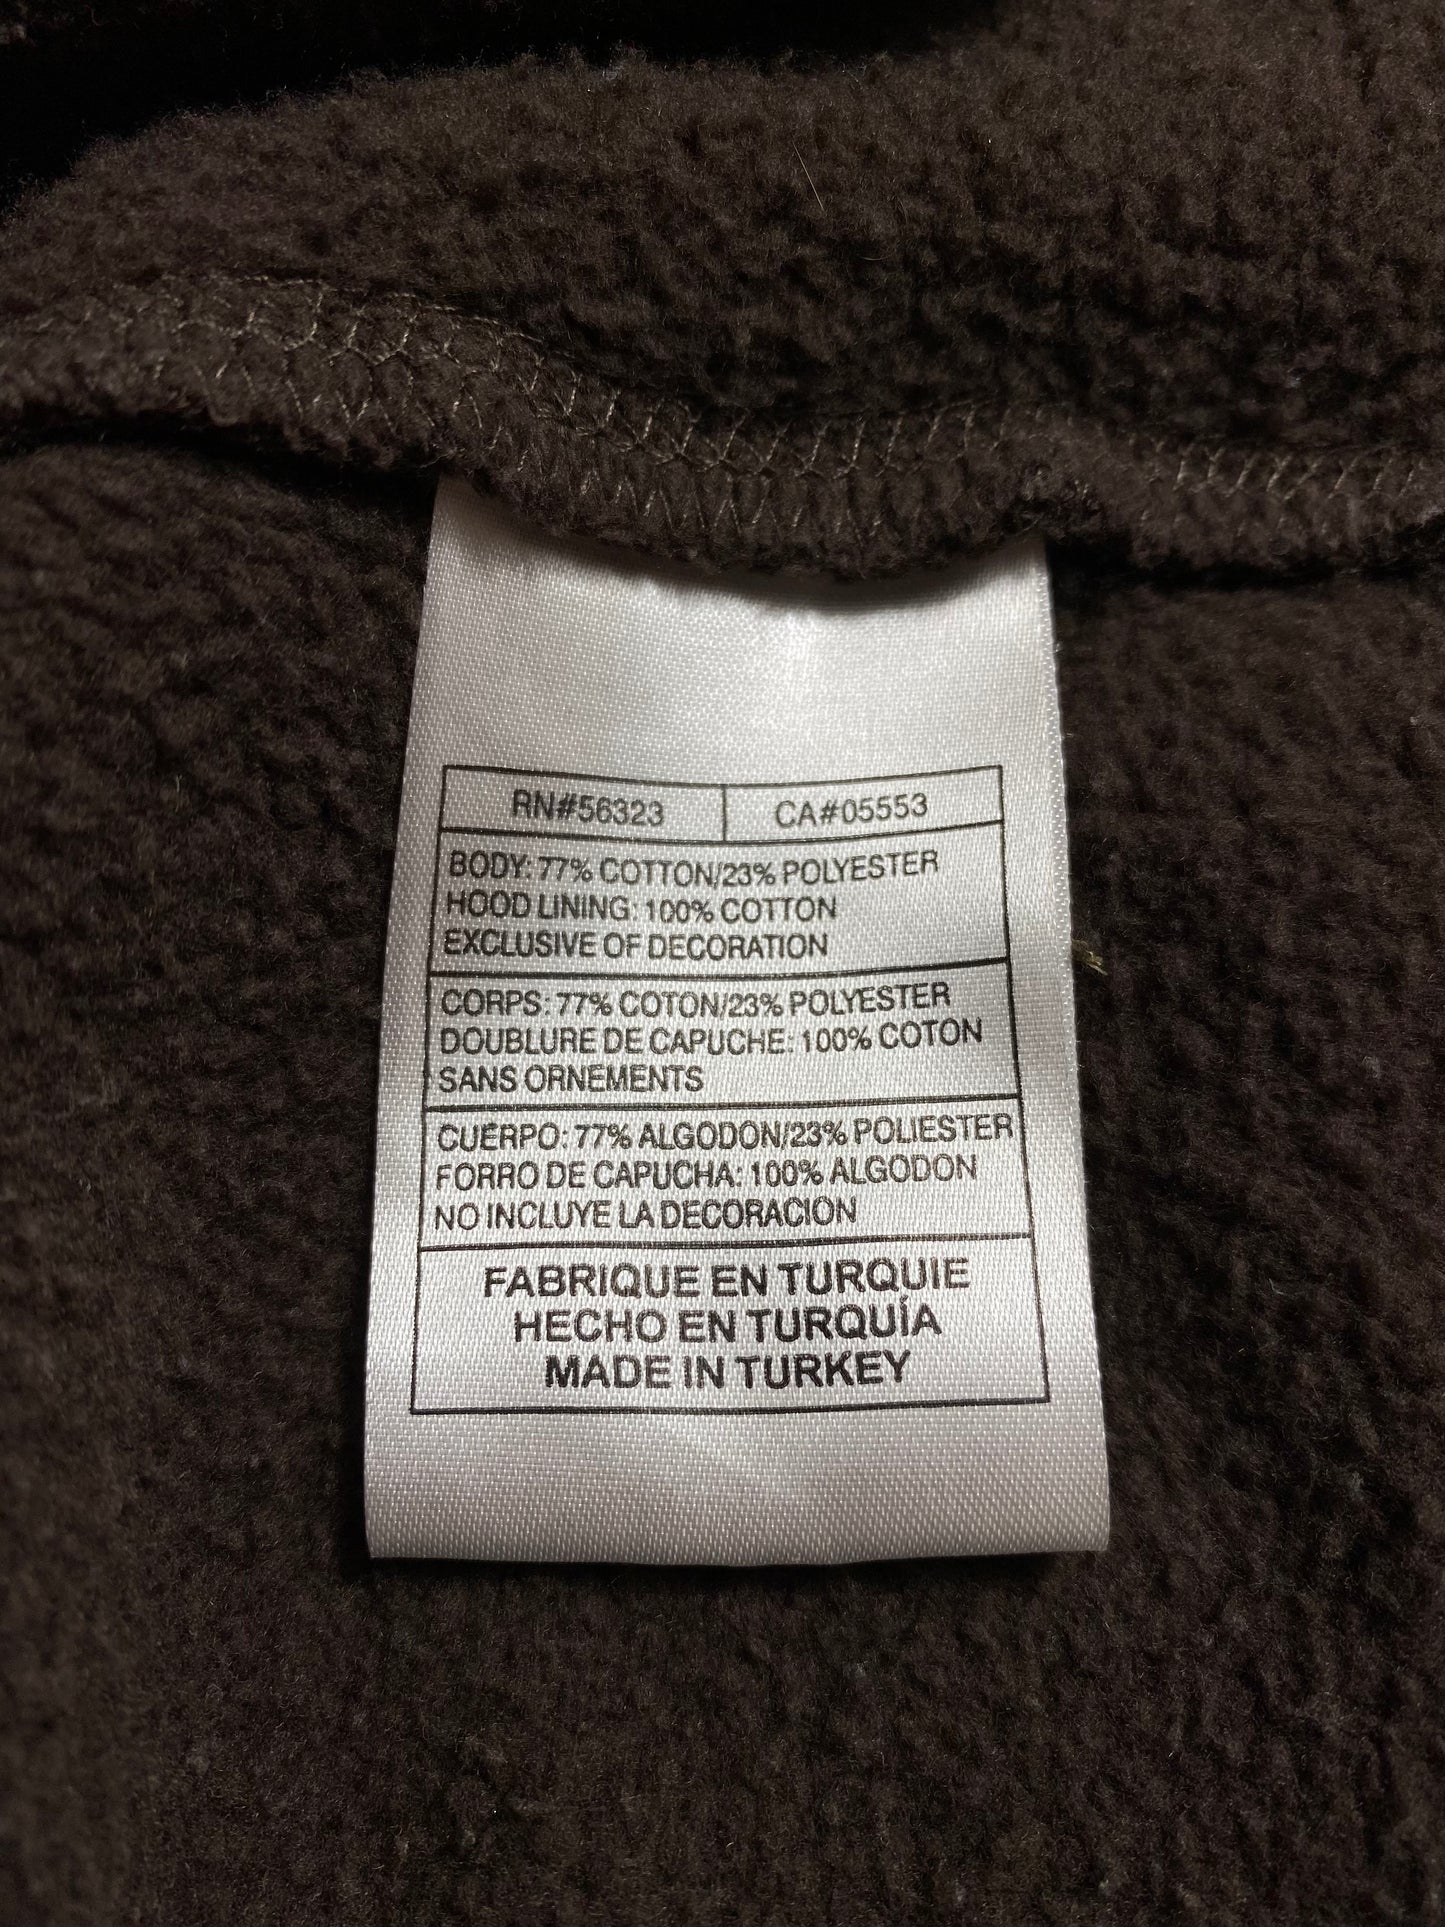 RN#56323 CA#05553
BODY: 77% COTTON/23% POLYESTER
HOOD LINING: 100% COTTON
EXCLUSIVE OF DECORATION
CORPS: 77% COTON/23% POLYESTER
DOUBLURE DE CAPUCHE: 100% COTON
SANS ORNEMENTS
CUERPO: 77% ALGODON/23% POLIESTER
FORRO DE CAPUCHA: 100% ALGODON
NO INCLUYE LA DECORACION
FABRIQUE EN TURQUIE
HECHO EN TURQUÍA
MADE IN TURKEY